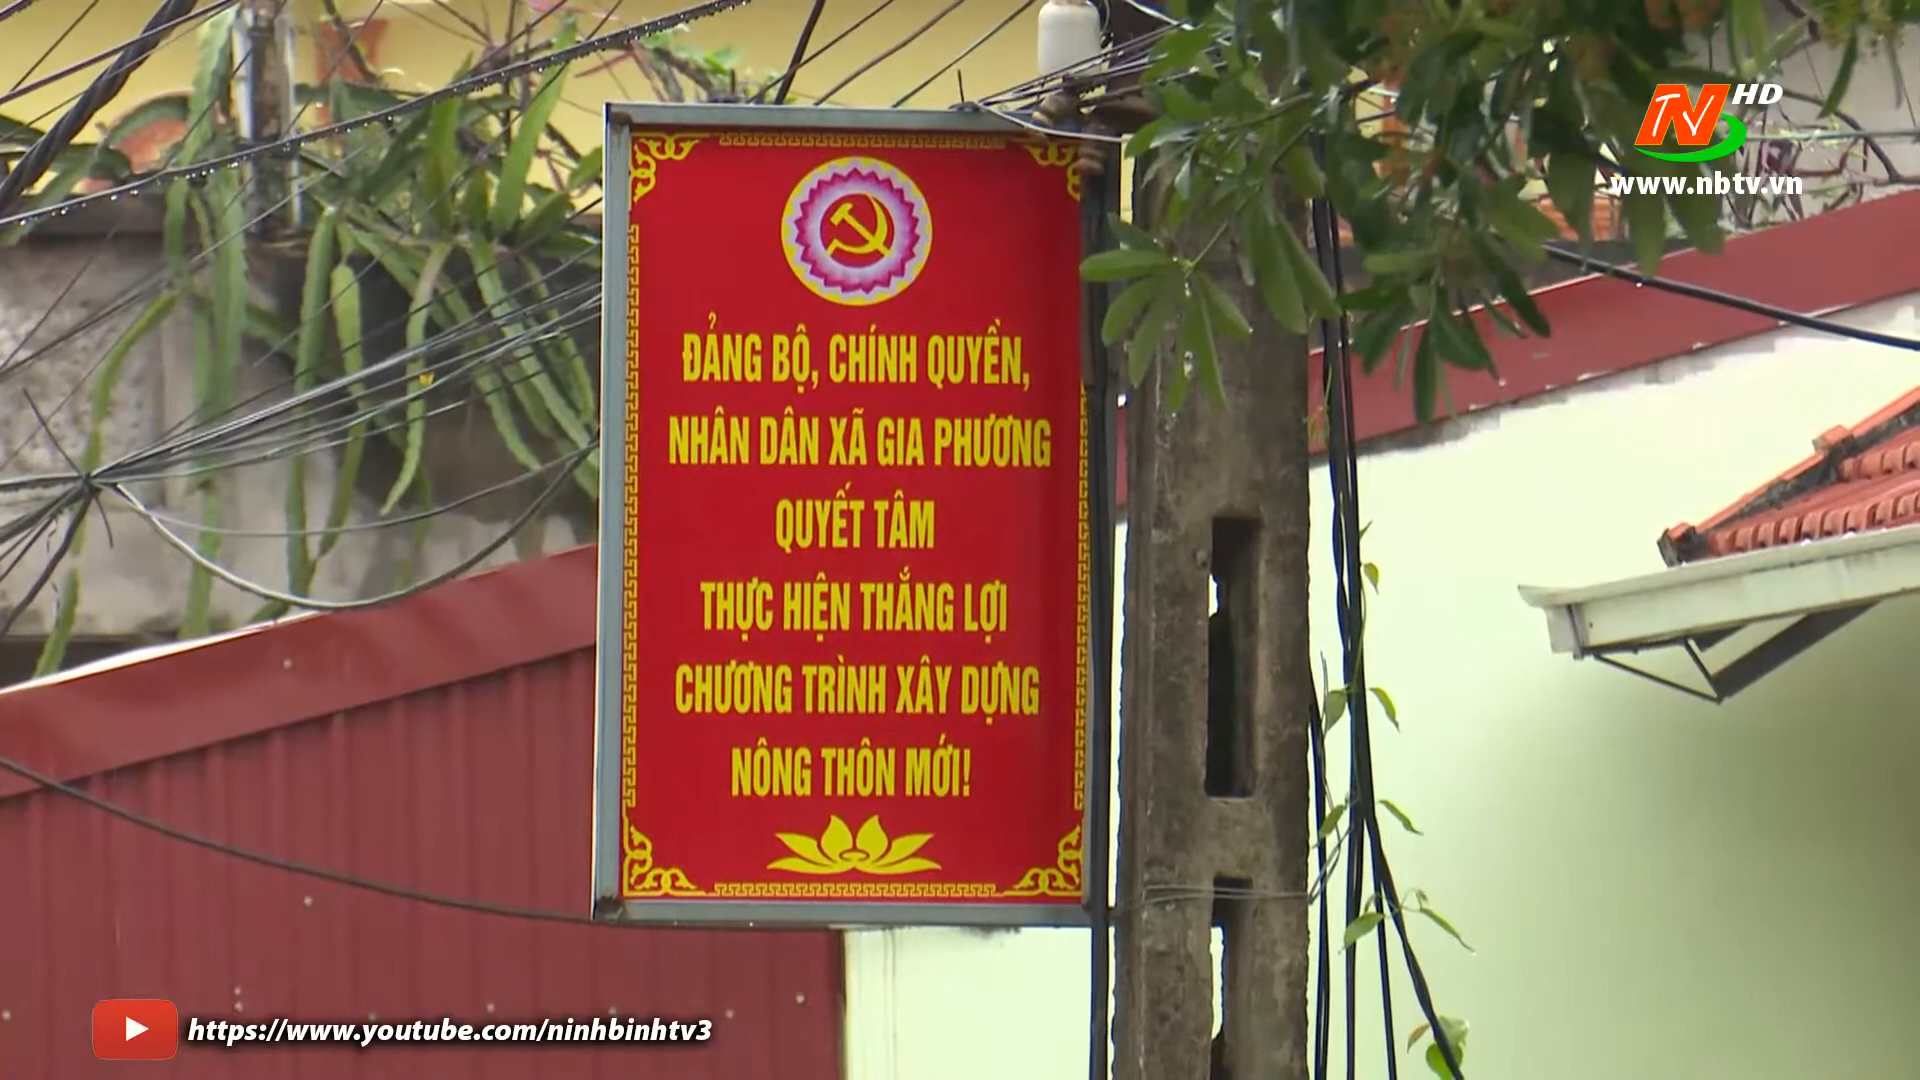 TV HD
www.nbtv.vn
ĐẢNG BỘ, CHÍNH QUYỀN,
NHÂN DÂN XÃ GIA PHƯƠNG
QUYẾT TÂM
THỰC HIỆN THẮNG LỢI
CHƯƠNG TRÌNH XÂY DỰNG
NÔNG THÔN MỚI!
https://www.youtube.com/ninhbinhtv3